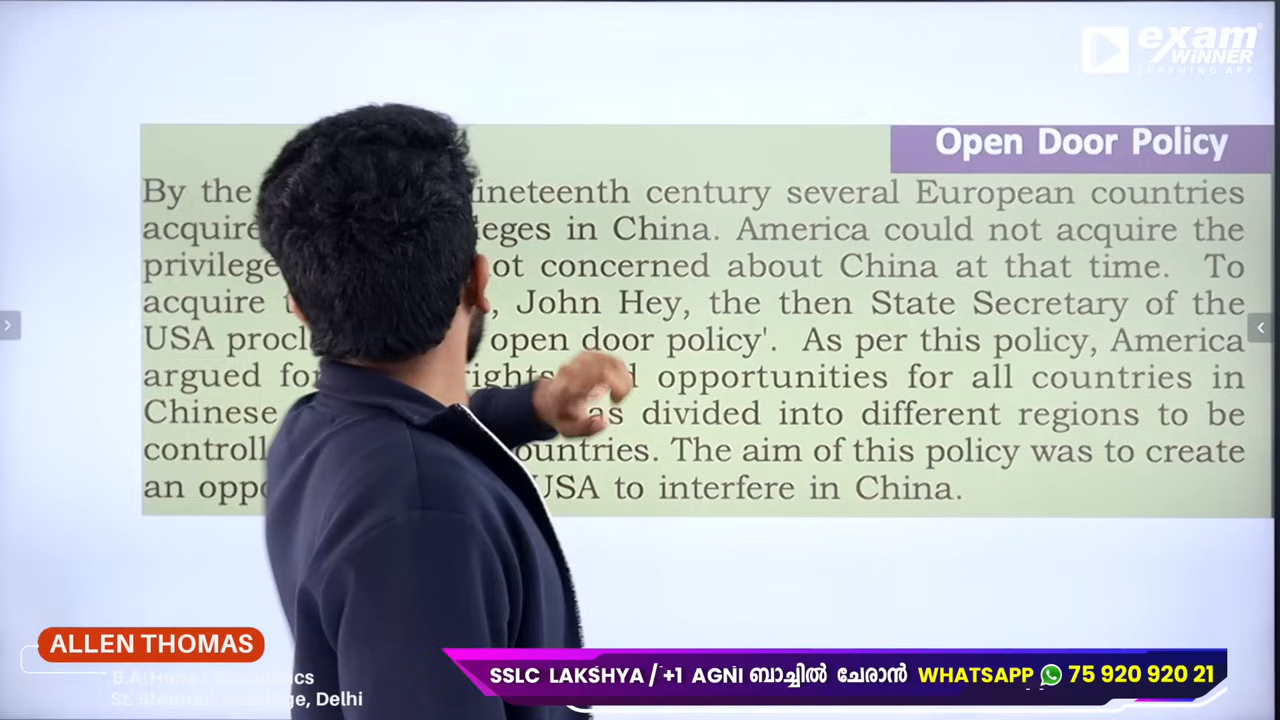 exam
WINNER
LEARNING APP
Open Door Policy
By the ineteenth century several European countries
acquire leges in China. America could not acquire the
privilege ot concerned about China at that time. To
acquire , John Hey, the then State Secretary of the
USA procl open door policy'. As per this policy, America
argued for rights opportunities for all countries in
Chinese as divided into different regions to be
controll ountries. The aim of this policy was to create
an oppo USA to interfere in China.
ALLEN THOMAS
Delhi
SSLC LAKSHYA / +1 AGNI ബാച്ചിൽ ചേരാൻ WHATSAPP 75 920 920 21